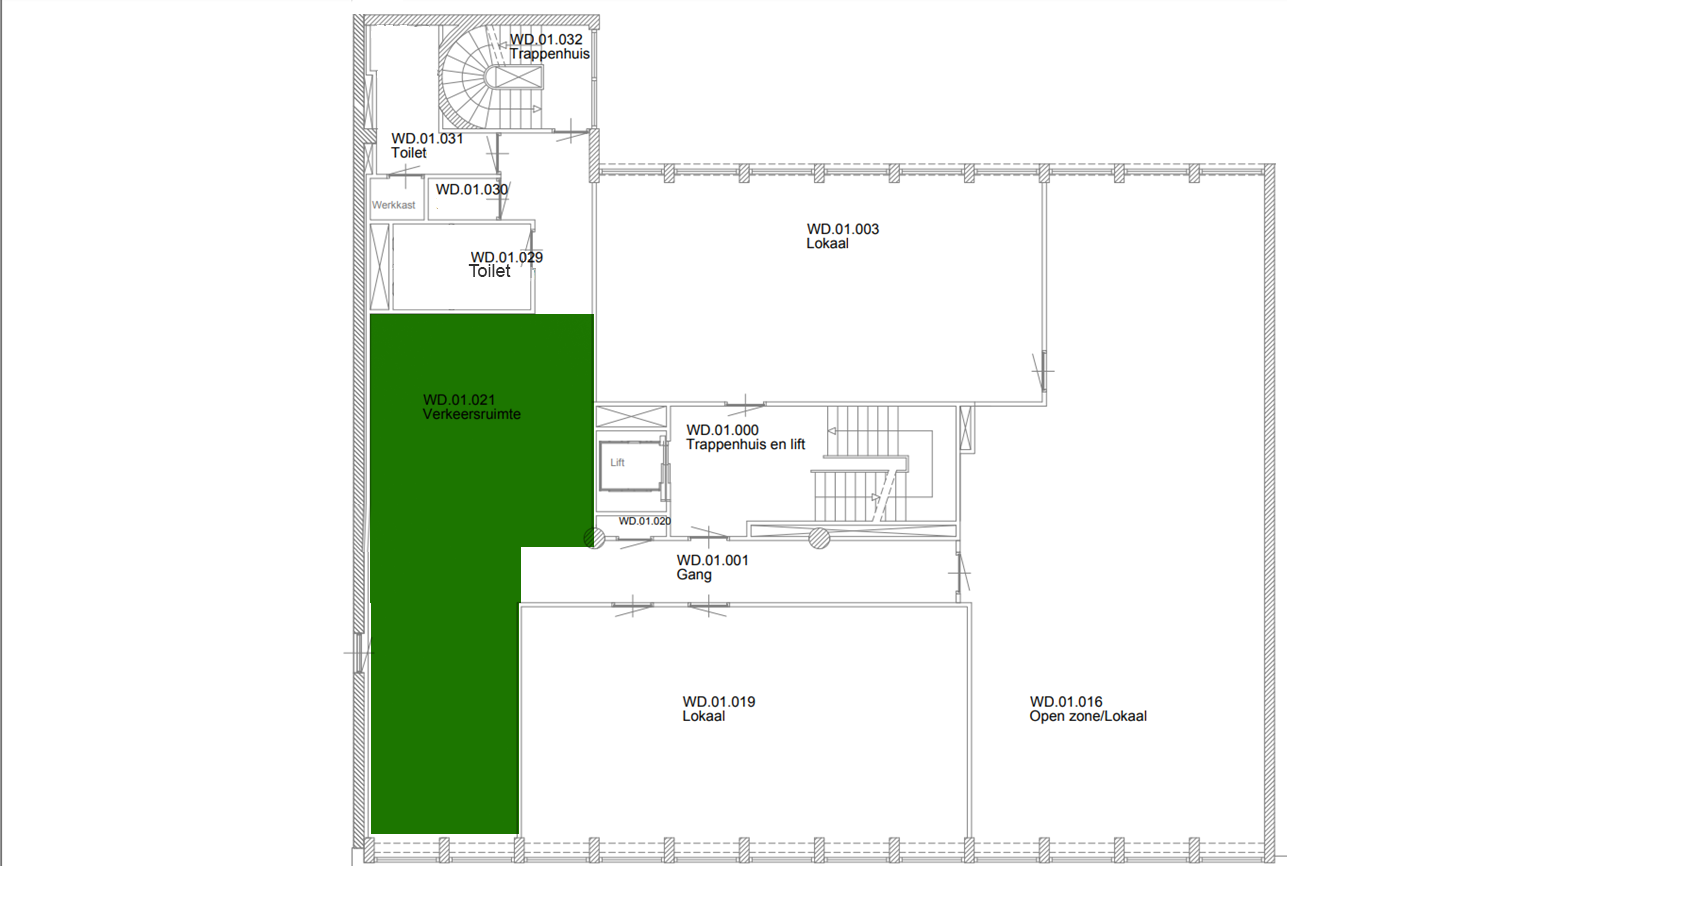 WD.01.032
Trappenhuis
WD.01.031
Toilet
WD.01.030
Werkkast
WD.01.003
Lokaal
WD.01.029
Toilet
WD.01.021
Verkeersruimte
WD.01.000
Trappenhuis en lift
Lift
WD.01.020
WD.01.001
Gang
WD.01.019
Lokaal
WD.01.016
Open zone/Lokaal